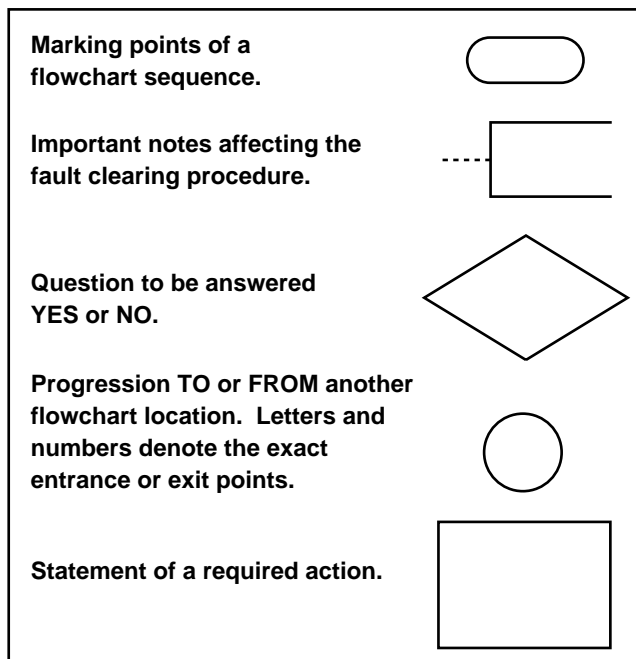 Marking points of a
flowchart sequence.
Important notes affecting the
fault clearing procedure.
Question to be answered
YES or NO.
Progression TO or FROM another
flowchart location.  Letters and
numbers denote the exact
entrance or exit points.
Statement of a required action.